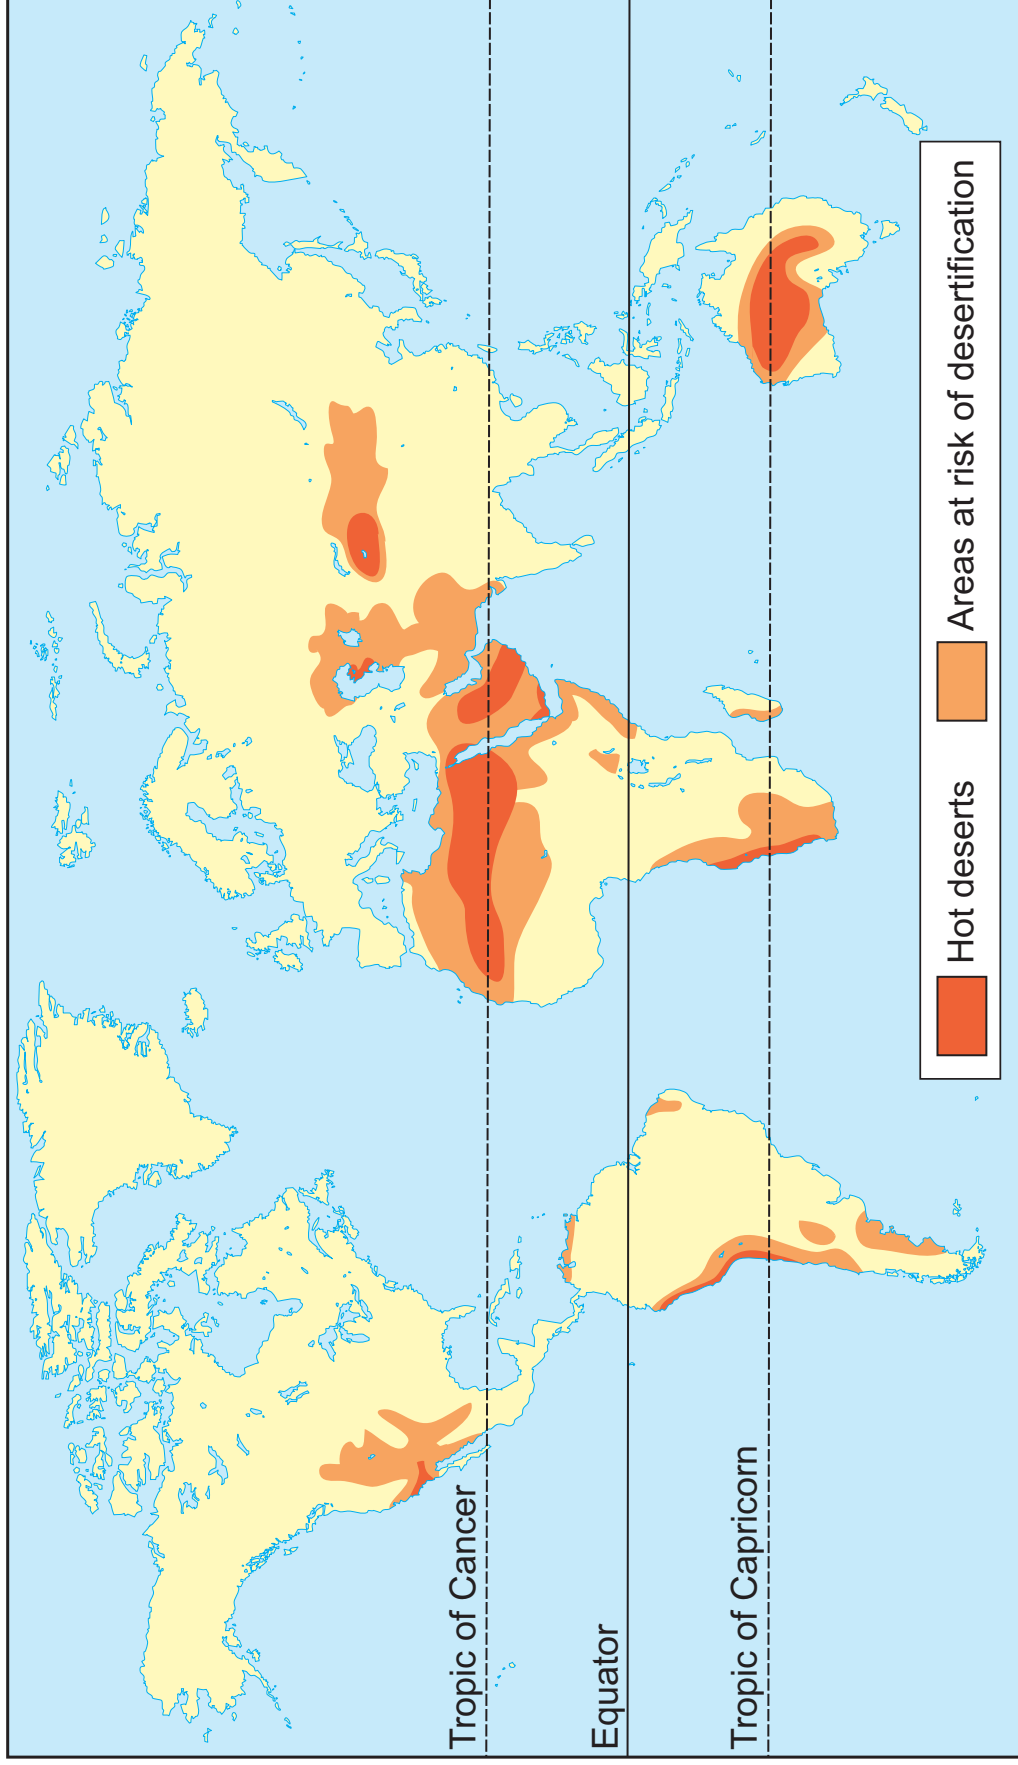 Tropic of Cancer
Equator
Tropic of Capricorn
Hot deserts
Areas at risk of desertification